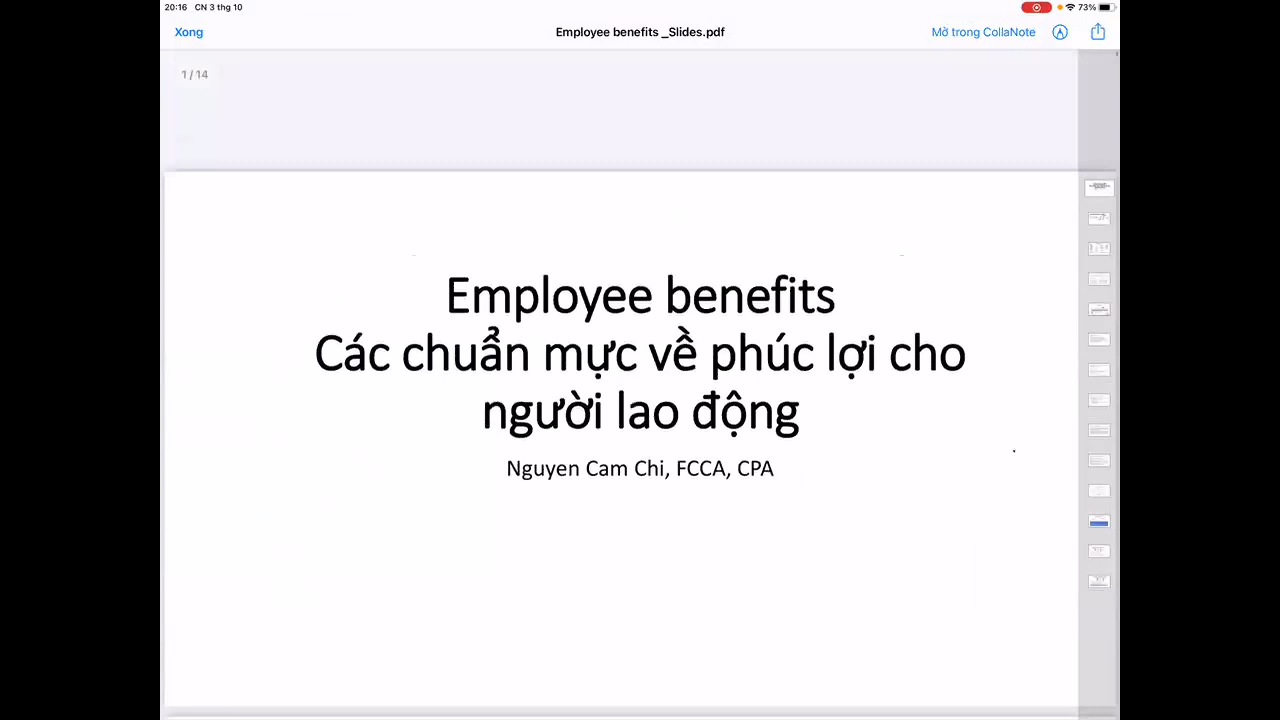 20:16 CN 3 thg 10
73%
Xong
Employee benefits _Slides.pdf
Mở trong CollaNote
1 / 14
Employee benefits
Các chuẩn mực về phúc lợi cho
người lao động
Nguyen Cam Chi, FCCA, CPA